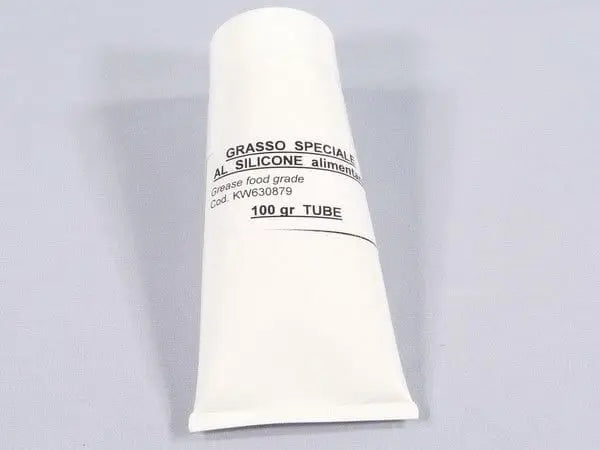 GRASSO SPECIALE
AL SILICONE
Grease food grade
Cod. KW630879
100 gr TUBE